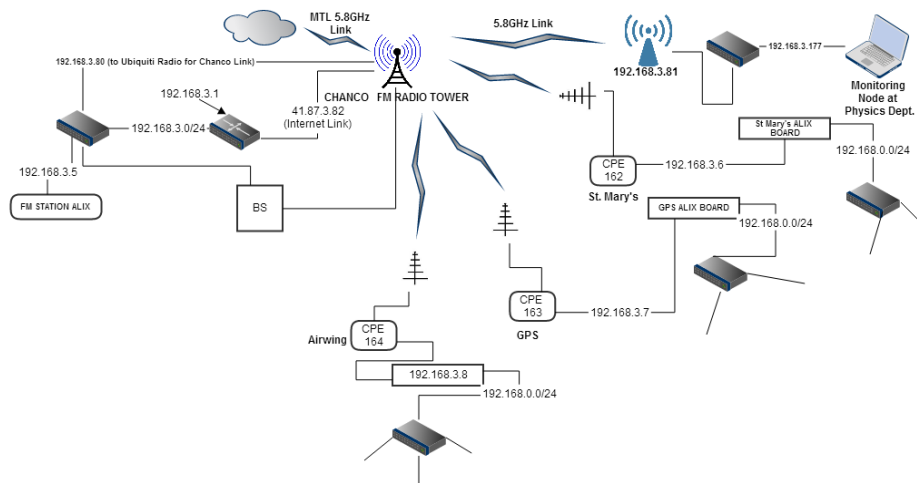 MTL 5.8GHz
Link
5.8GHz Link
192.168.3.80 (to Ubiquiti Radio for Chanco Link)
192.168.3.81
192.168.3.177
Monitoring
Node at
Physics Dept.
192.168.3.1
41.87.3.82
(Internet Link)
CHANCO FM RADIO TOWER
192.168.3.0/24
192.168.3.5
FM STATION ALIX
BS
CPE
162
St. Mary's
192.168.3.6
St Mary's ALIX
BOARD
192.168.0.0/24
GPS ALIX BOARD
192.168.0.0/24
CPE
163
GPS
192.168.3.7
Airwing
CPE
164
192.168.3.8
192.168.0.0/24